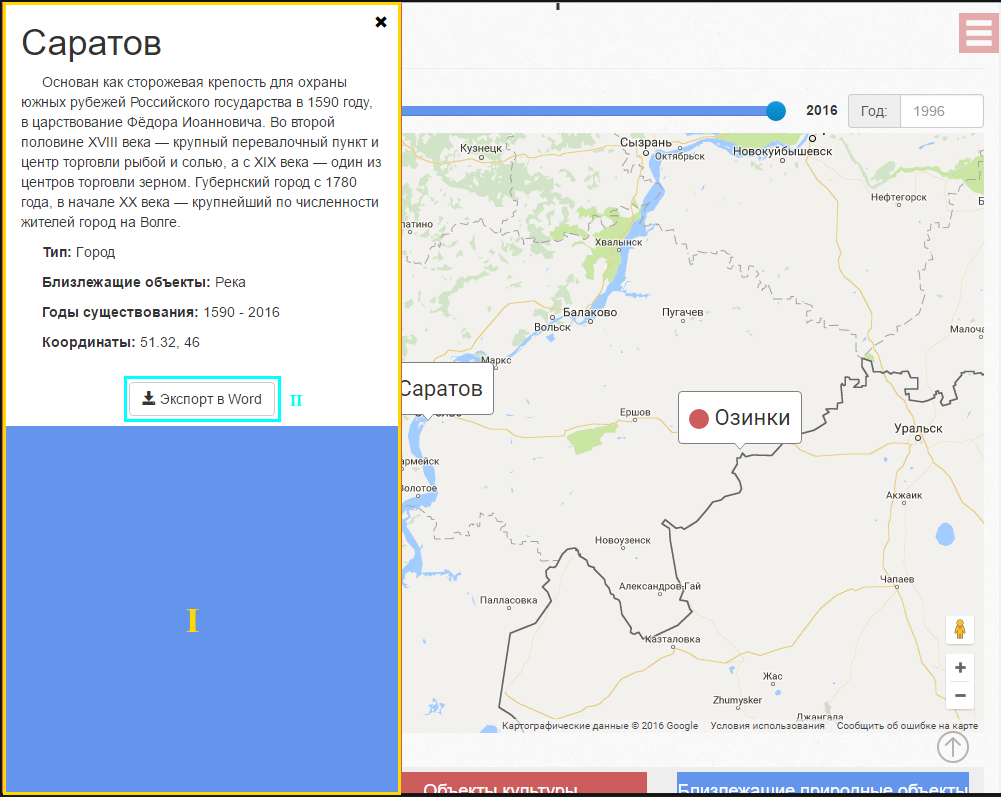 Саратов
Основан как сторожевая крепость для охраны
южных рубежей Российского государства в 1590 году,
в царствование Фёдора Иоанновича. Во второй
половине XVIII века — крупный перевалочный пункт и
центр торговли рыбой и солью, а с XIX века — один из
центров торговли зерном. Губернский город с 1780
года, в начале XX века — крупнейший по численности
жителей город на Волге.
Тип: Город
Близлежащие объекты: Река
Годы существования: 1590 - 2016
Координаты: 51.32, 46
Экспорт в Word
II
I
2016
Год:
1996
Кузнецк
Сызрань
Октябрьск
Новокуйбышевск
Нефтегорск
Хвалынск
Балаково
Вольск
Пугачев
Маркс
Саратов
Ершов
Озинки
Уральск
Золотое
Акжаик
Новоузенск
Александров-Гай
Палласовка
Чапаев
Казталовка
Жас
Zhumysker
Джангала
+
−
Картографические данные © 2016 Google
Условия использования
Сообщить об ошибке на карте
Объекты культуры
Близлежащие природные объекты